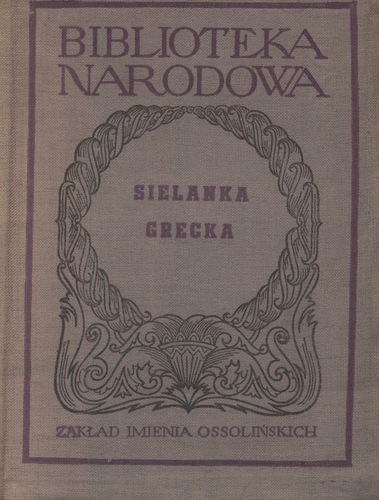 BIBLIOTEKA
NARODOWA
SIELANKA
GRECKA
ZAKŁAD IMIENIA OSSOLIŃSKICH